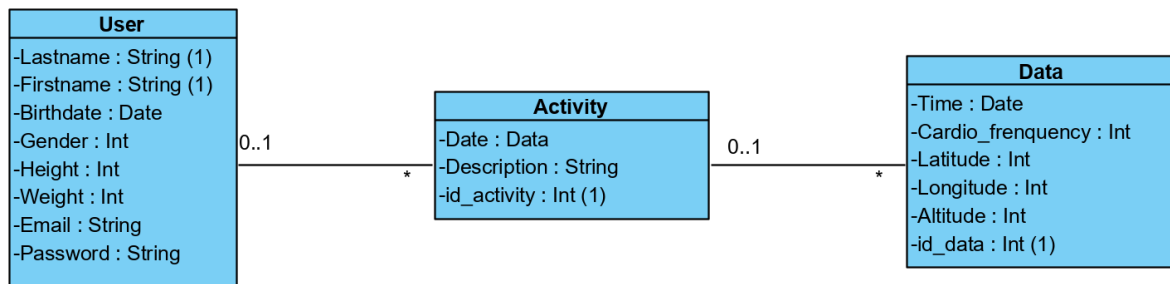 User
-Lastname : String (1)
-Firstname : String (1)
-Birthdate : Date
-Gender : Int
-Height : Int
-Weight : Int
-Email : String
-Password : String
0..1
*
Activity
-Date : Data
-Description : String
-id_activity : Int (1)
0..1
*
Data
-Time : Date
-Cardio_frenquency : Int
-Latitude : Int
-Longitude : Int
-Altitude : Int
-id_data : Int (1)